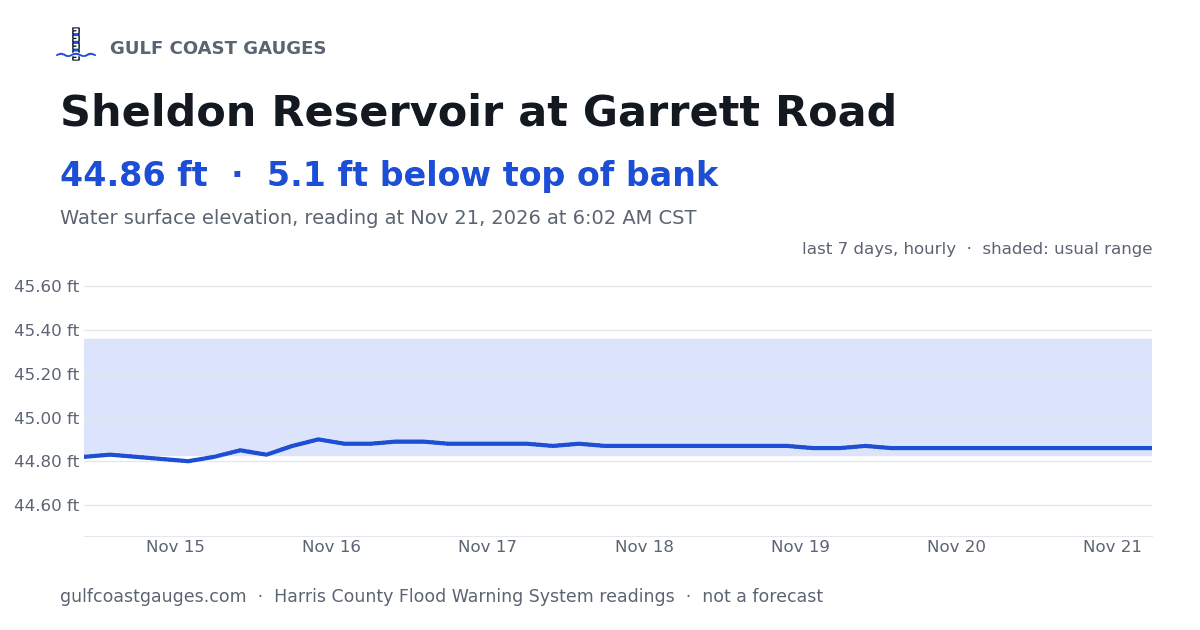 GULF COAST GAUGES
Sheldon Reservoir at Garrett Road
44.86 ft · 5.1 ft below top of bank
Water surface elevation, reading at Nov 21, 2026 at 6:02 AM CST
last 7 days, hourly · shaded: usual range
45.60 ft
45.40 ft
45.20 ft
45.00 ft
44.80 ft
44.60 ft
Nov 15 Nov 16 Nov 17 Nov 18 Nov 19 Nov 20 Nov 21
gulfcoastgauges.com · Harris County Flood Warning System readings · not a forecast